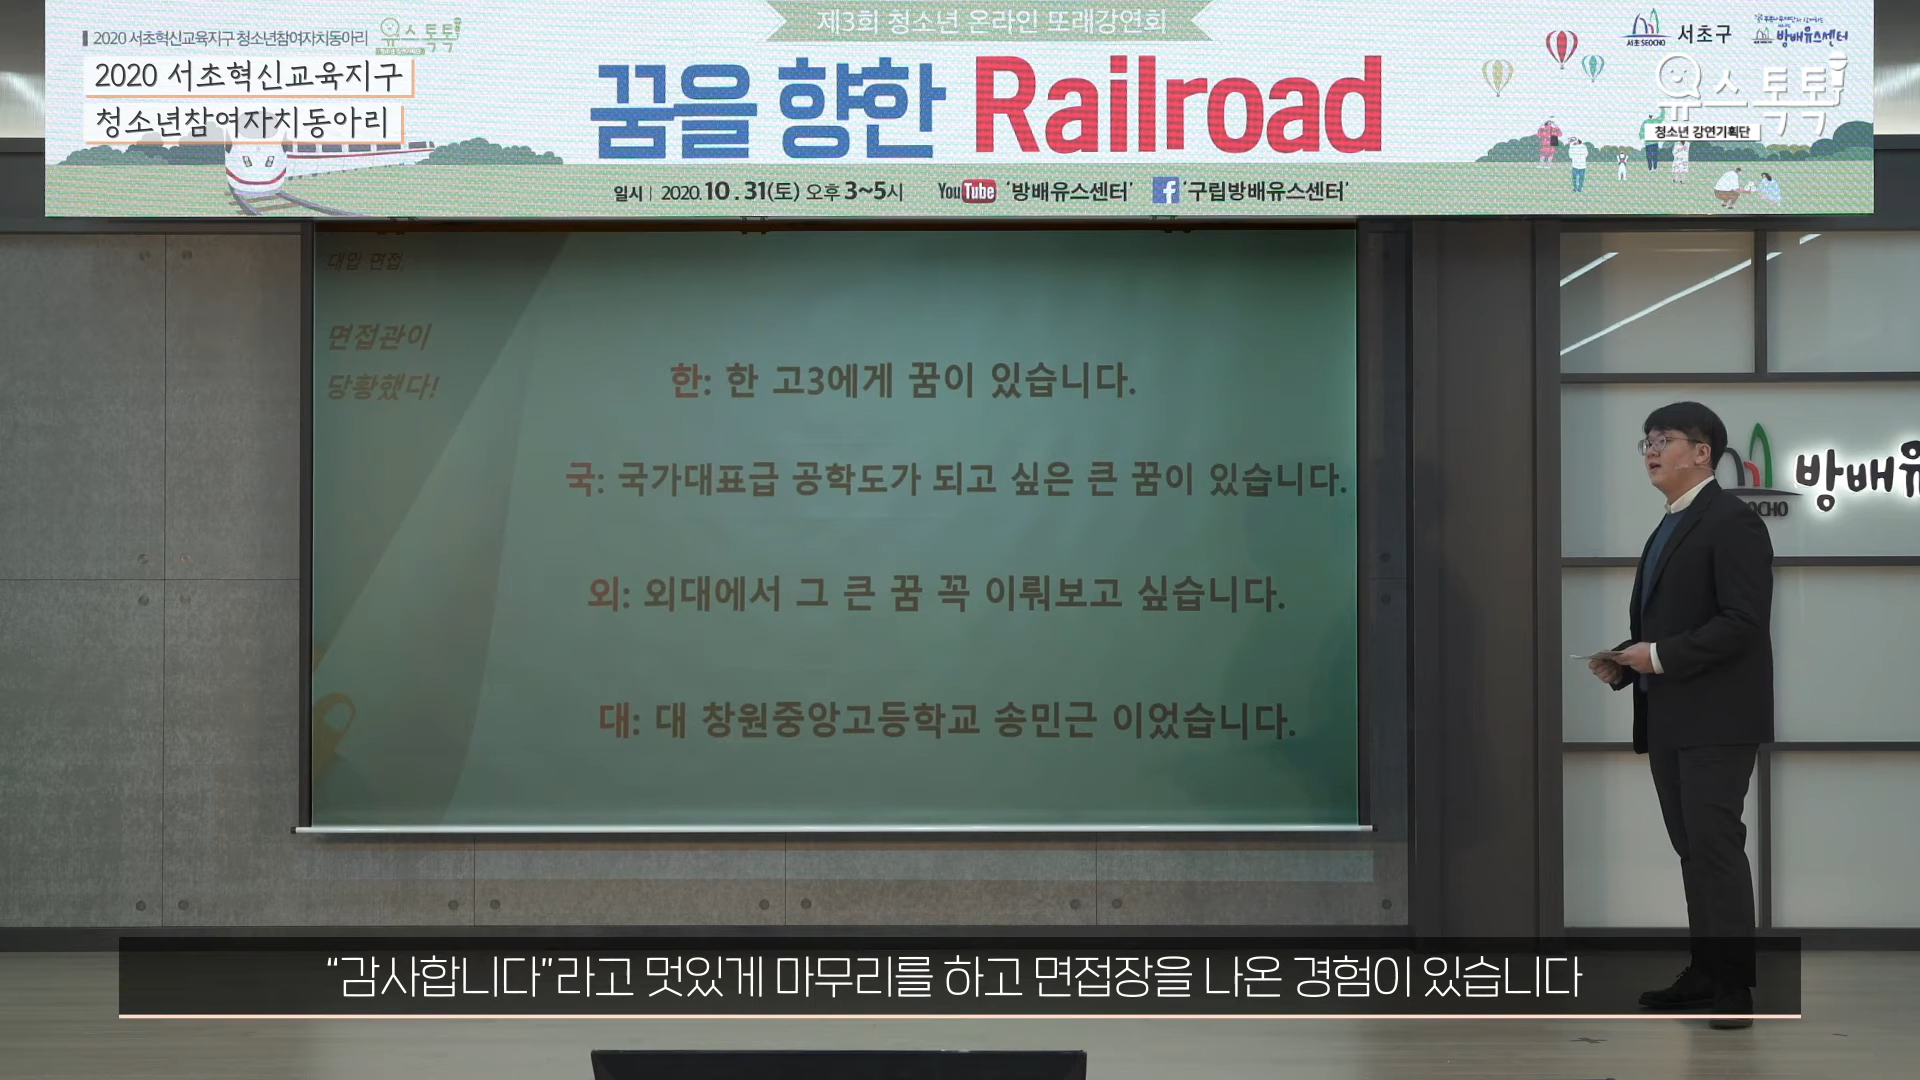 제3회 청소년 온라인 또래강연회
2020 서초혁신교육지구 청소년참여자치동아리 유스톡톡
2020 서초혁신교육지구
청소년참여자치동아리
꿈을 향한 Railroad
일시 | 2020. 10. 31(토) 오후 3~5시 YouTube '방배유스센터' f '구립방배유스센터'
서초 SEOCHO 서초구
방배유스센터
유스톡톡
청소년 강연기획단
대입 면접,
면접관이
당황했다!
한: 한 고3에게 꿈이 있습니다.
국: 국가대표급 공학도가 되고 싶은 큰 꿈이 있습니다.
외: 외대에서 그 큰 꿈 꼭 이뤄보고 싶습니다.
대: 대 창원중앙고등학교 송민근 이었습니다.
방배유
OCHO
“감사합니다”라고 멋있게 마무리를 하고 면접장을 나온 경험이 있습니다